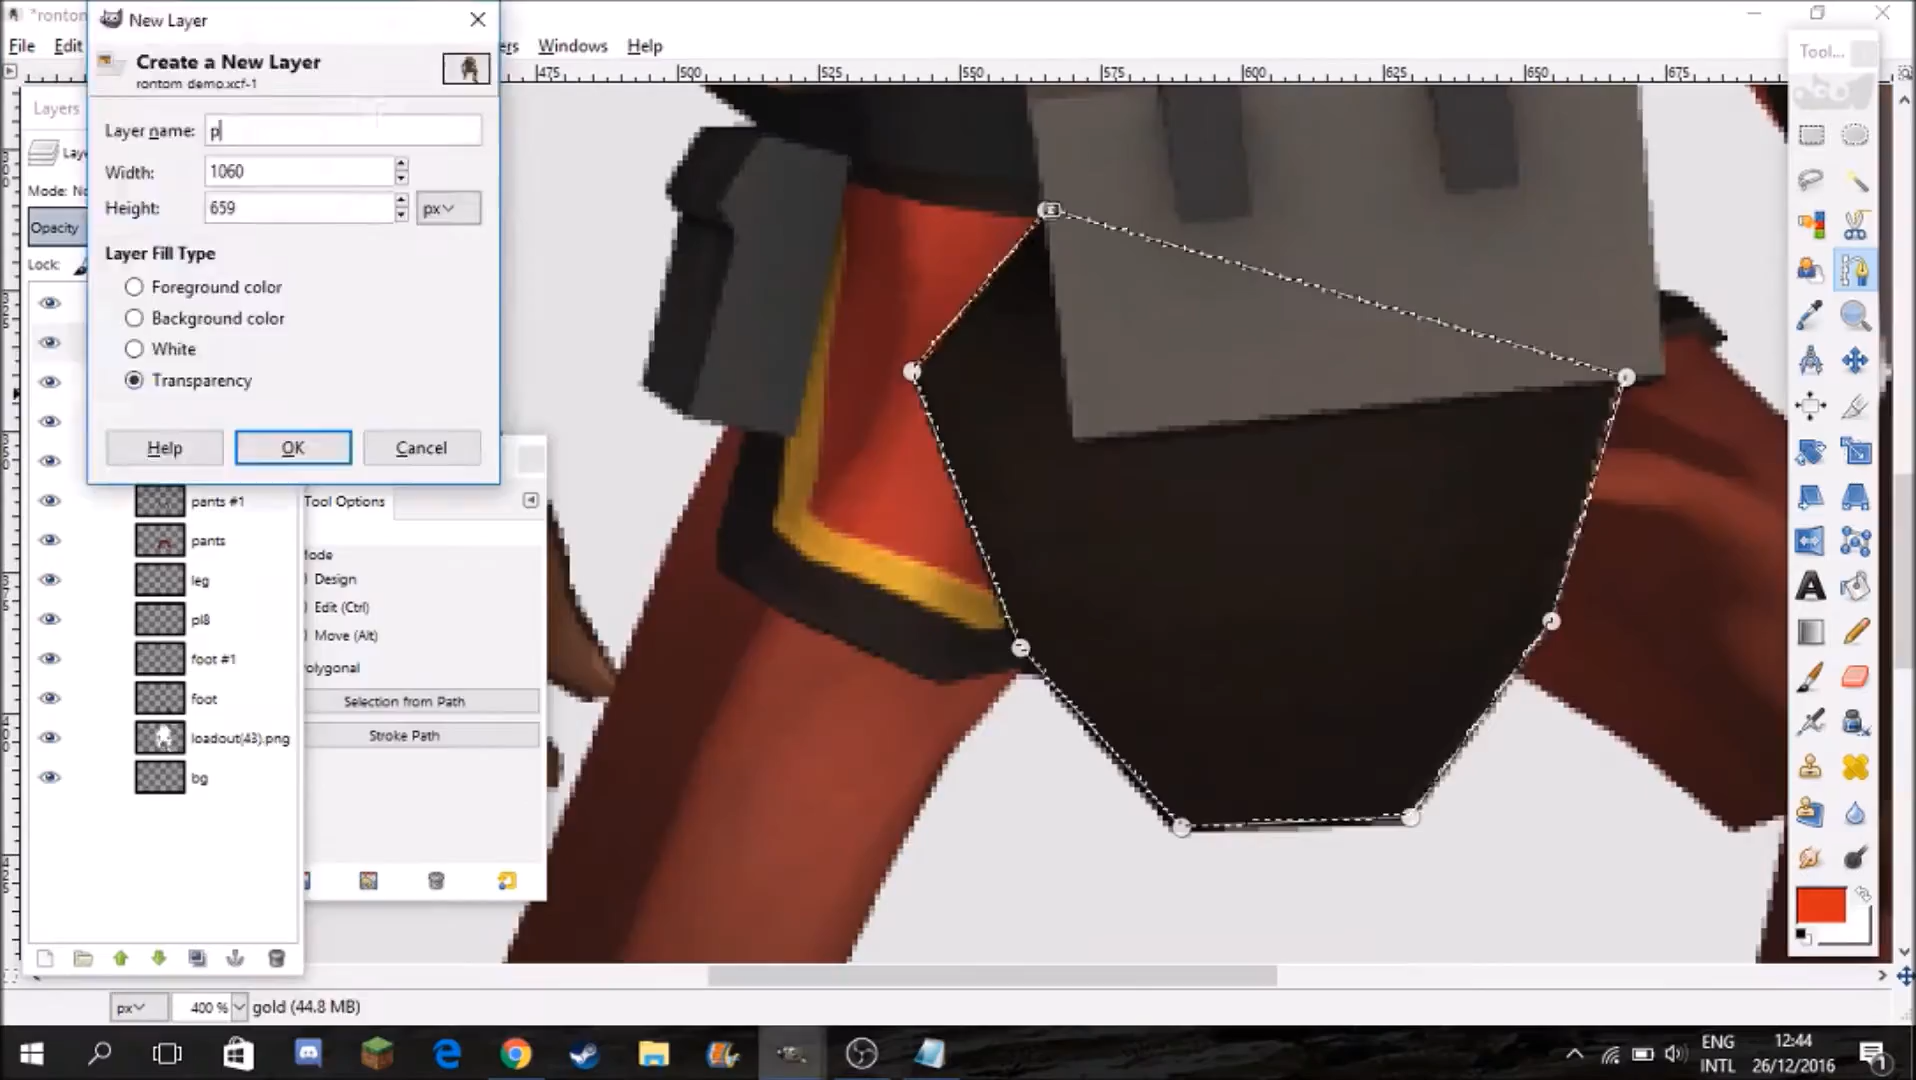 *ronton
New Layer
Tool...
File Edit
ers Windows Help
Create a New Layer
rontom demo.xcf-1
475 500 525 550 575 600 625 650 675
Layers
Layer name: p
Width: 1060
Height: 659 px
Mode: No
Opacity
Lock:
Layer Fill Type
Foreground color
Background color
White
Transparency
Help OK Cancel
pants #1
pants
leg
pl8
foot #1
foot
loadout(43).png
bg
Tool Options
Mode
Design
Edit (Ctrl)
Move (Alt)
Polygonal
Selection from Path
Stroke Path
px 400 % gold (44.8 MB)
ENG
INTL
12:44
26/12/2016
1